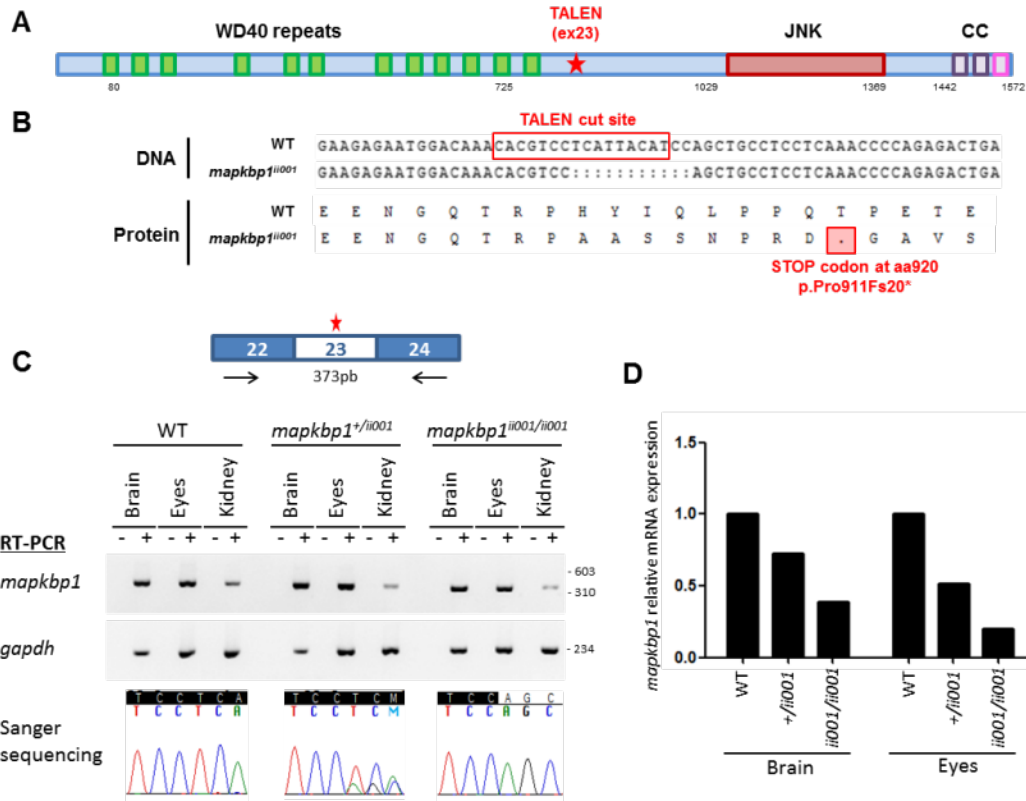 A
WD40 repeats
TALEN
(ex23)
JNK
CC
80
725
1029
1369
1442
1572
B
TALEN cut site
DNA
WT
GAAGAGAATGGACAAACACGTCCTCATTACATCCAGCTGCCTCCTCAAACCCCAGAGACTGA
mapkbp1ii001
GAAGAGAATGGACAAACACGTCC:::::::::::AGCTGCCTCCTCAAACCCCAGAGACTGA
Protein
WT
E E N G Q T R P H Y I Q L P P Q T P E T E
mapkbp1ii001
E E N G Q T R P A A S S N P R D . G A V S
STOP codon at aa920
p.Pro911Fs20*
22 23 24
373pb
C
WT
mapkbp1+/ii001
mapkbp1ii001/ii001
Brain Eyes Kidney Brain Eyes Kidney Brain Eyes Kidney
RT-PCR
- + - + - + - + - + - + - + - + - +
mapkbp1
- 603
- 310
gapdh
- 234
Sanger
sequencing
T C C T C A
T C C T C A
T C C T C M
T C C T C M
T C C A G C
T C C A G C
D
mapkbp1 relative mRNA expression
1.5
1.0
0.5
0.0
WT +/ii001 ii001/ii001 WT +/ii001 ii001/ii001
Brain Eyes